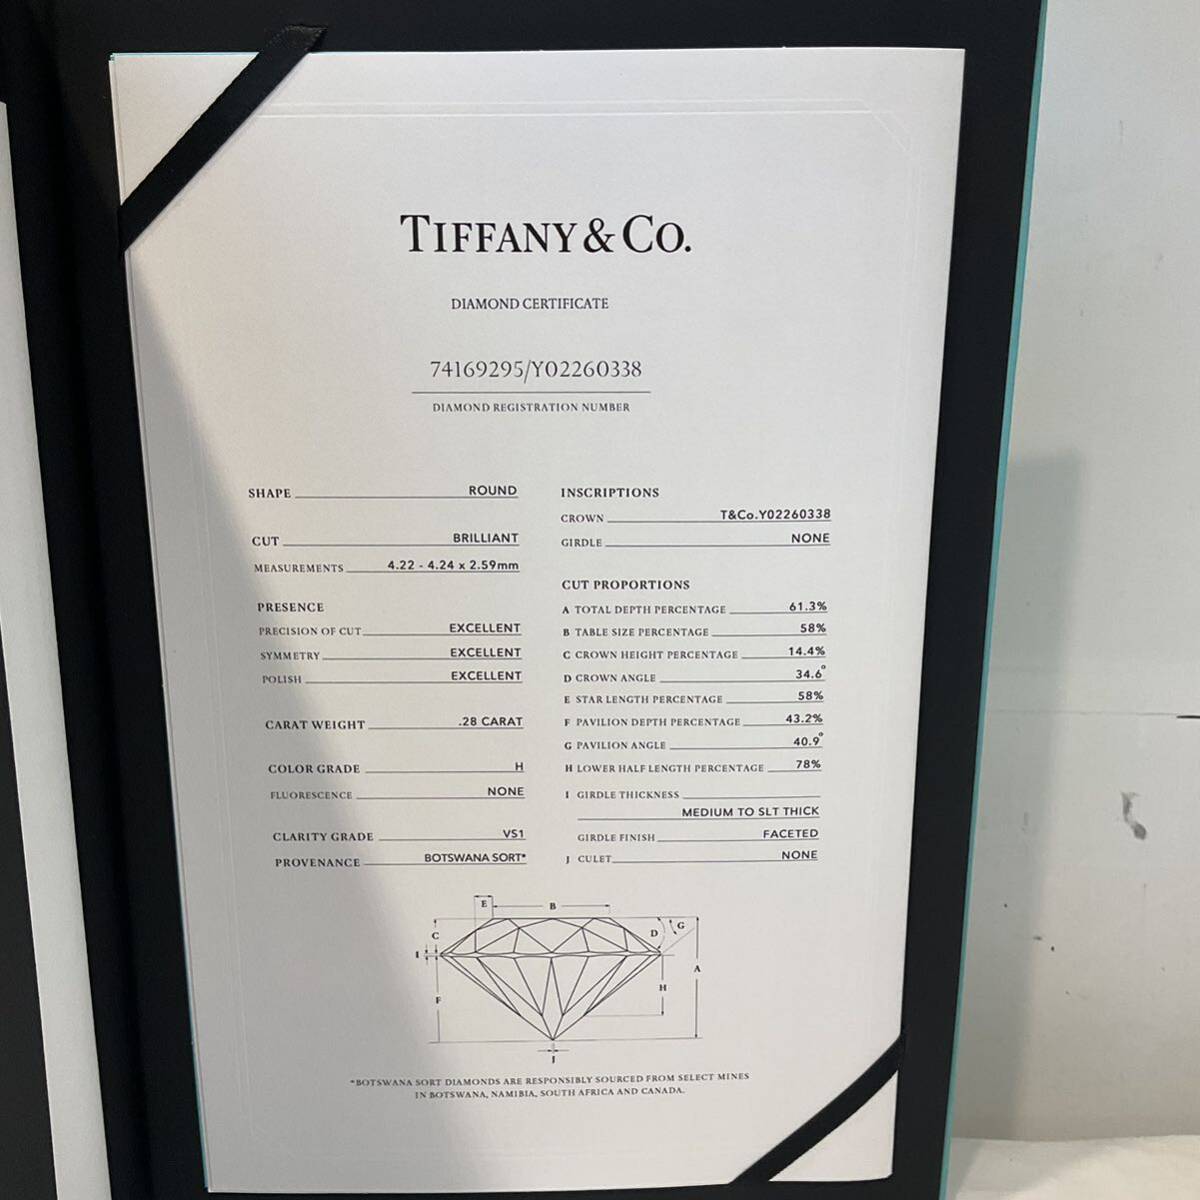 TIFFANY & CO.
DIAMOND CERTIFICATE
74169295/Y02260338
DIAMOND REGISTRATION NUMBER
SHAPE ROUND
CUT BRILLIANT
MEASUREMENTS 4.22 - 4.24 x 2.59mm
PRESENCE
PRECISION OF CUT EXCELLENT
SYMMETRY EXCELLENT
POLISH EXCELLENT
CARAT WEIGHT .28 CARAT
COLOR GRADE H
FLUORESCENCE NONE
CLARITY GRADE VS1
PROVENANCE BOTSWANA SORT*
INSCRIPTIONS
CROWN T&Co.Y02260338
GIRDLE NONE
CUT PROPORTIONS
A TOTAL DEPTH PERCENTAGE 61.3%
B TABLE SIZE PERCENTAGE 58%
C CROWN HEIGHT PERCENTAGE 14.4%
D CROWN ANGLE 34.6°
E STAR LENGTH PERCENTAGE 58%
F PAVILION DEPTH PERCENTAGE 43.2%
G PAVILION ANGLE 40.9°
H LOWER HALF LENGTH PERCENTAGE 78%
I GIRDLE THICKNESS
MEDIUM TO SLT THICK
GIRDLE FINISH FACETED
J CULET NONE
E B
C D G
I
A
F H
J
*BOTSWANA SORT DIAMONDS ARE RESPONSIBLY SOURCED FROM SELECT MINES
IN BOTSWANA, NAMIBIA, SOUTH AFRICA AND CANADA.